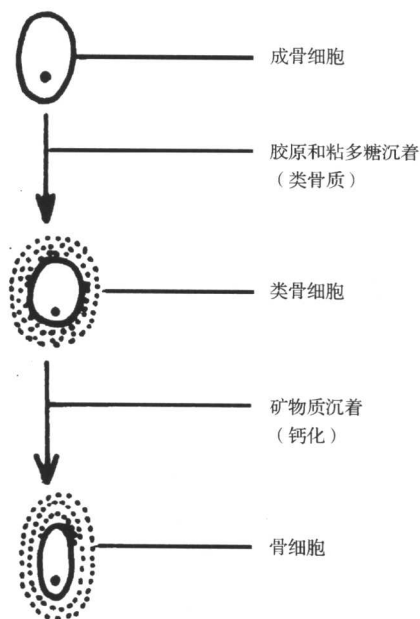 成骨细胞
胶原和粘多糖沉着
（类骨质）
类骨细胞
矿物质沉着
（钙化）
骨细胞